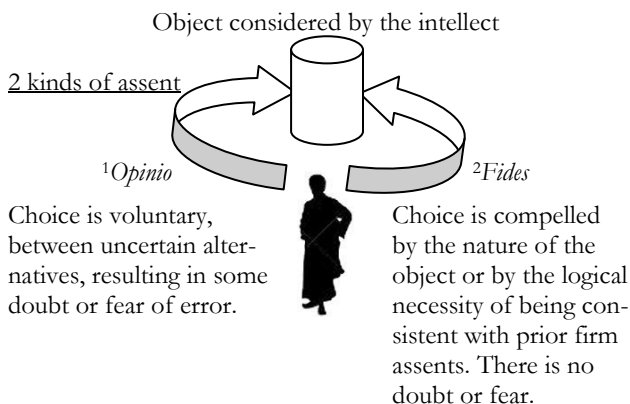 Object considered by the intellect
2 kinds of assent
¹Opinio
Choice is voluntary,
between uncertain alter-
natives, resulting in some
doubt or fear of error.
²Fides
Choice is compelled
by the nature of the
object or by the logical
necessity of being con-
sistent with prior firm
assents. There is no
doubt or fear.